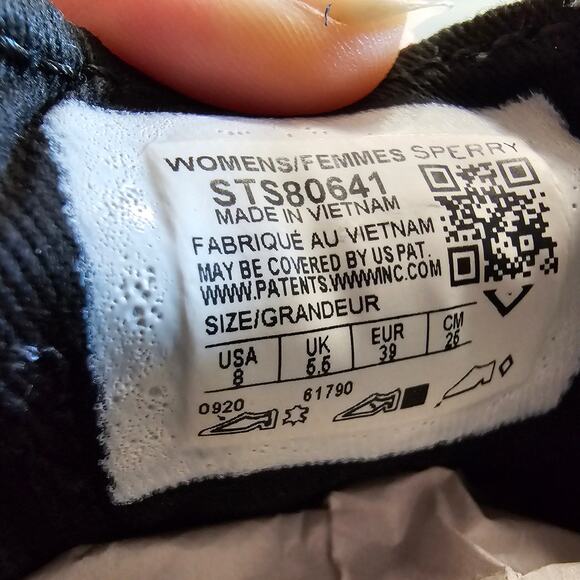 WOMENS/FEMMES SPERRY
STS80641
MADE IN VIETNAM
FABRIQUÉ AU VIETNAM
MAY BE COVERED BY US PAT.
WWW.PATENTS.WWWINC.COM
SIZE/GRANDEUR
USA UK EUR CM
8 5.5 39 25
0920 61790